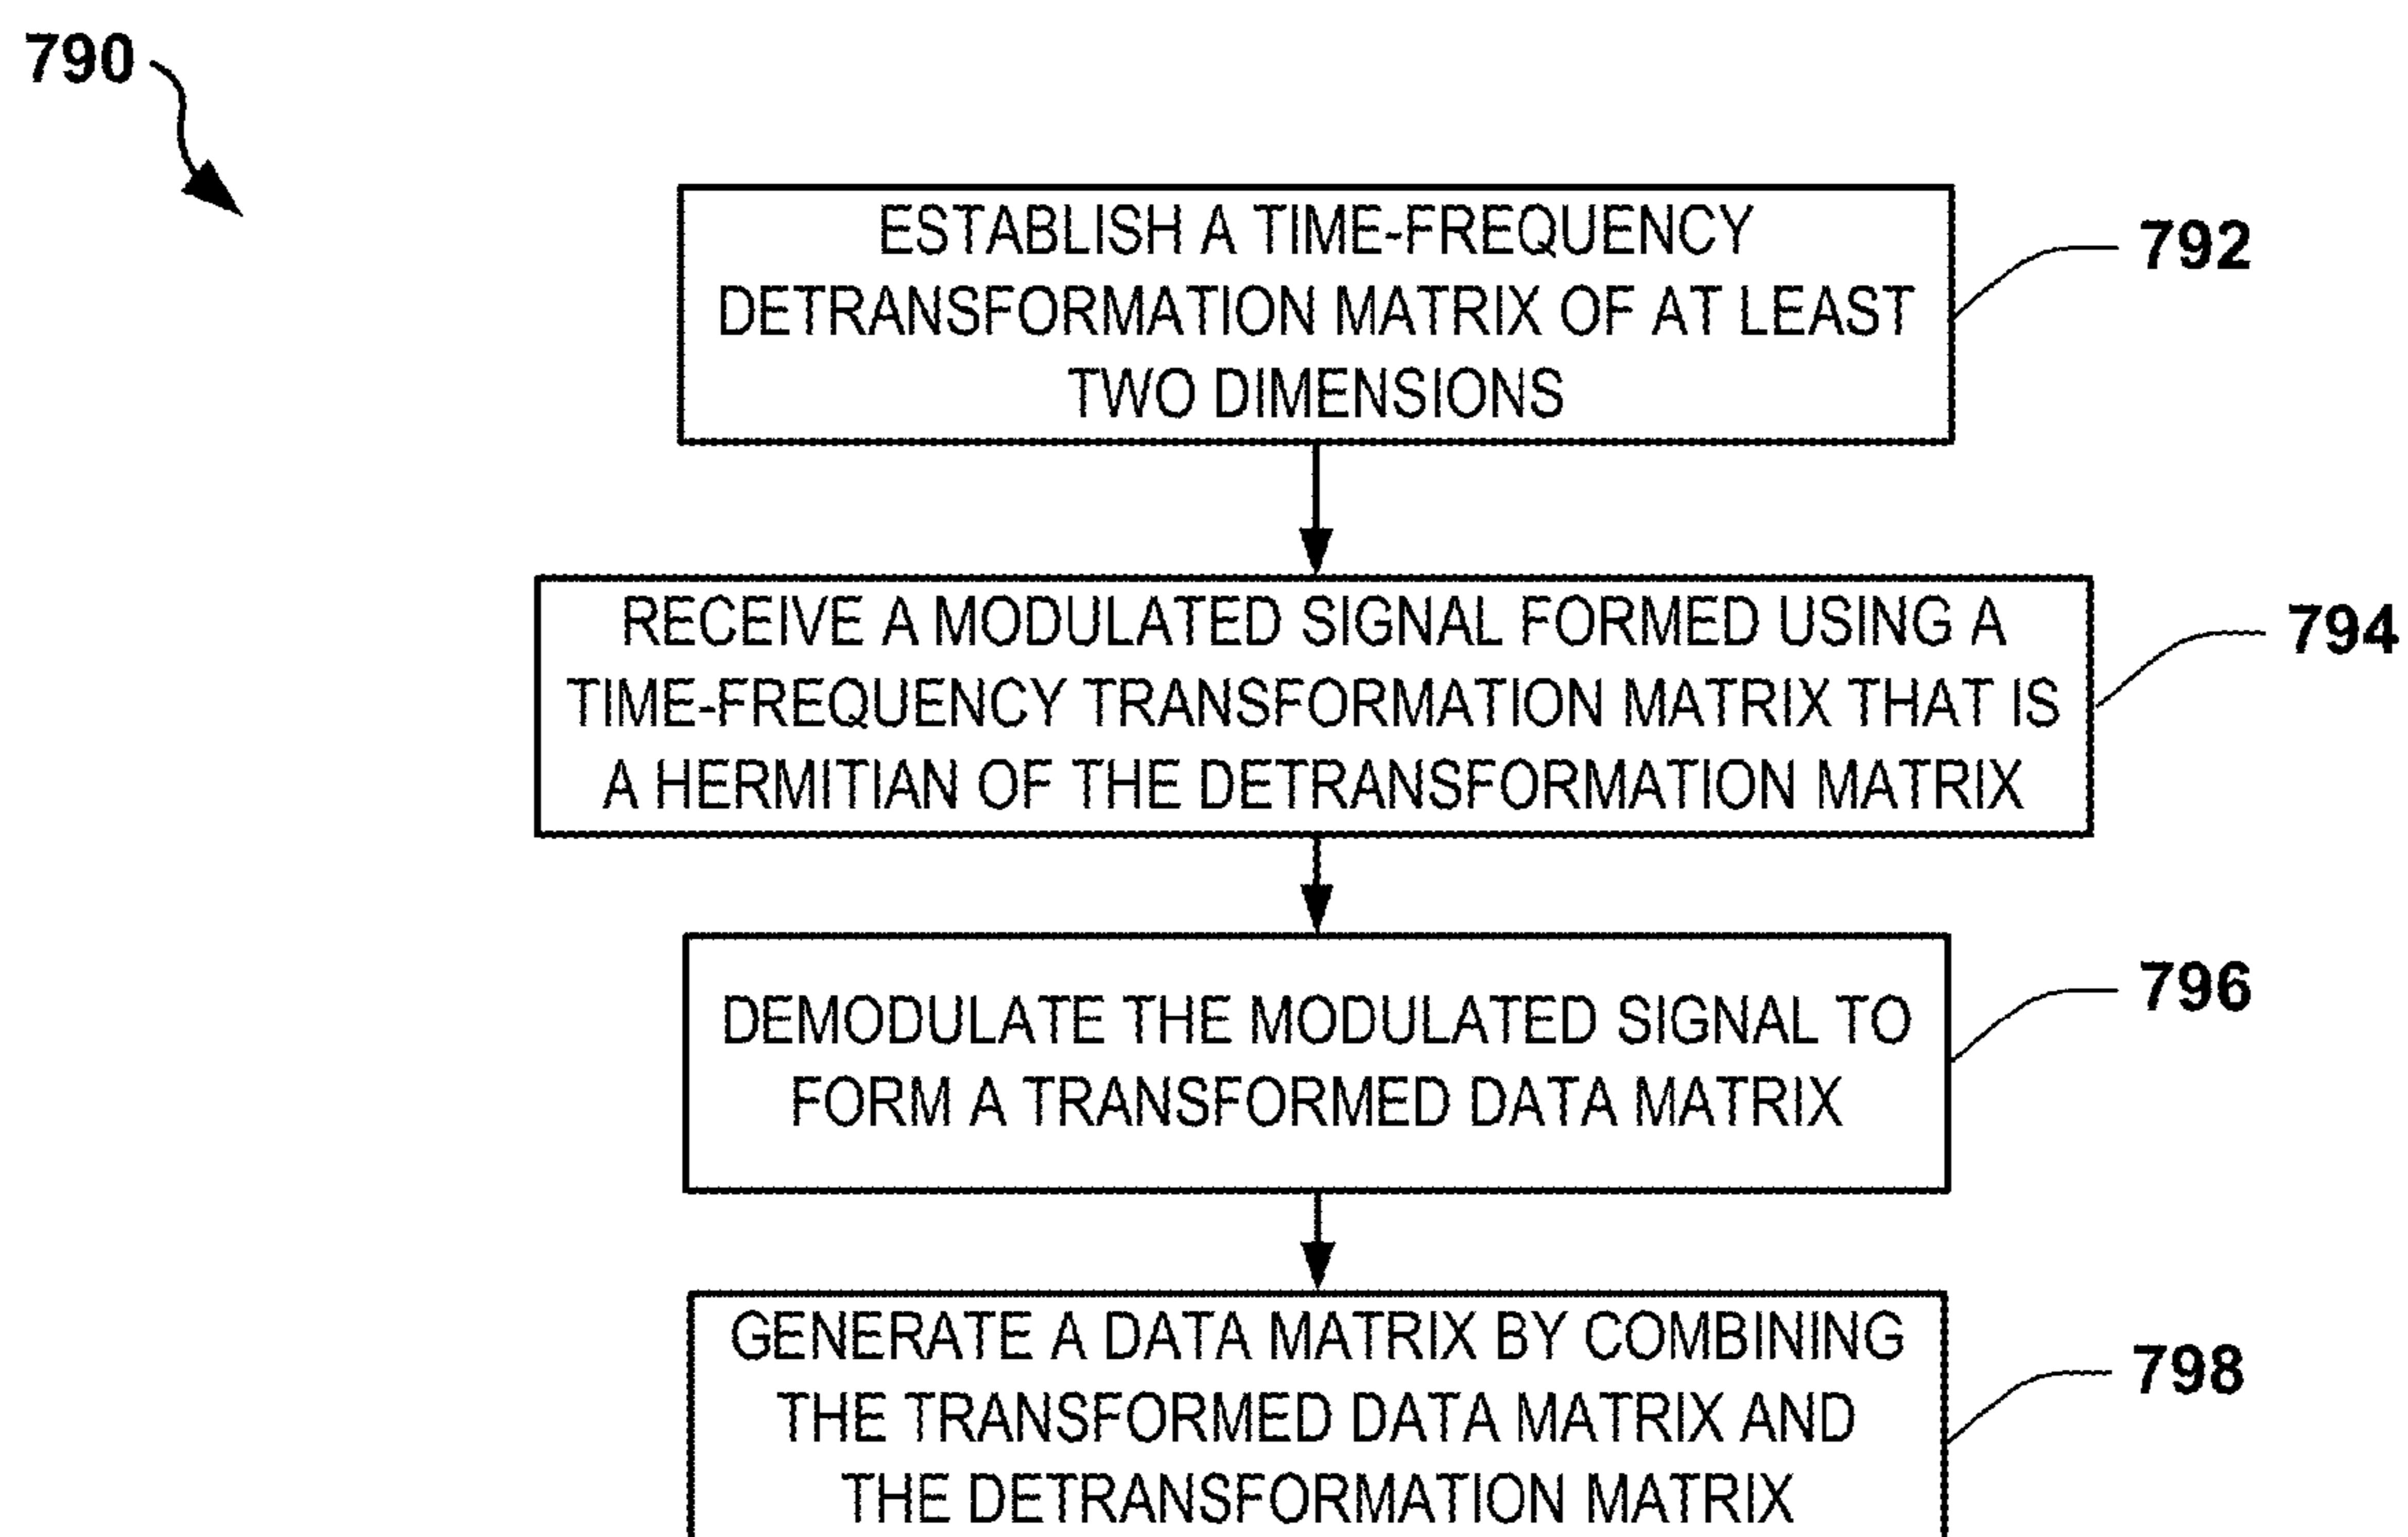 790
ESTABLISH A TIME-FREQUENCY
DETRANSFORMATION MATRIX OF AT LEAST
TWO DIMENSIONS
792
RECEIVE A MODULATED SIGNAL FORMED USING A
TIME-FREQUENCY TRANSFORMATION MATRIX THAT IS
A HERMITIAN OF THE DETRANSFORMATION MATRIX
794
DEMODULATE THE MODULATED SIGNAL TO
FORM A TRANSFORMED DATA MATRIX
796
GENERATE A DATA MATRIX BY COMBINING
THE TRANSFORMED DATA MATRIX AND
THE DETRANSFORMATION MATRIX
798